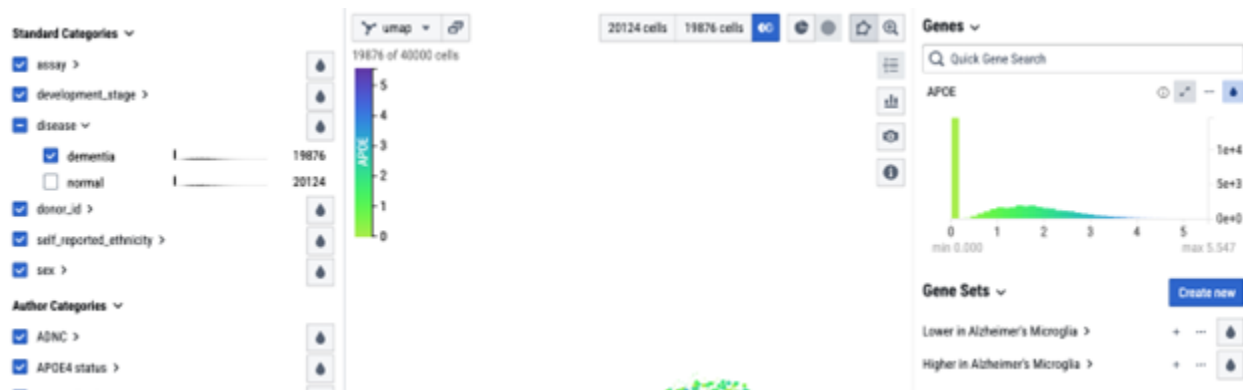 Standard Categories
assay >
development_stage >
disease
dementia 19876
normal 20124
donor_id >
self_reported_ethnicity >
sex >
Author Categories
ADNC >
APOE4 status >
umap
20124 cells 19876 cells
19876 of 40000 cells
5
4
3
2
1
0
APOE
Genes
Quick Gene Search
APOE
1e+4
5e+3
0e+0
0 1 2 3 4 5
min 0.000 max 5.547
Gene Sets
Create new
Lower in Alzheimer's Microglia >
Higher in Alzheimer's Microglia >